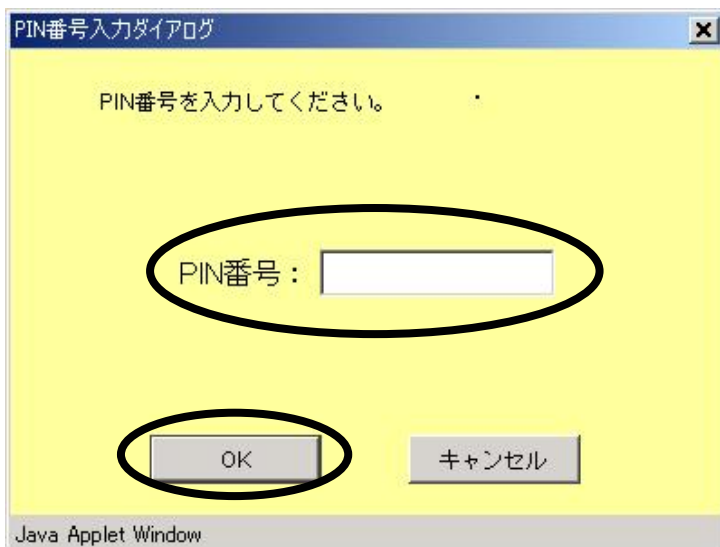 PIN番号入力ダイアログ
PIN番号を入力してください。
PIN番号：
OK キャンセル
Java Applet Window